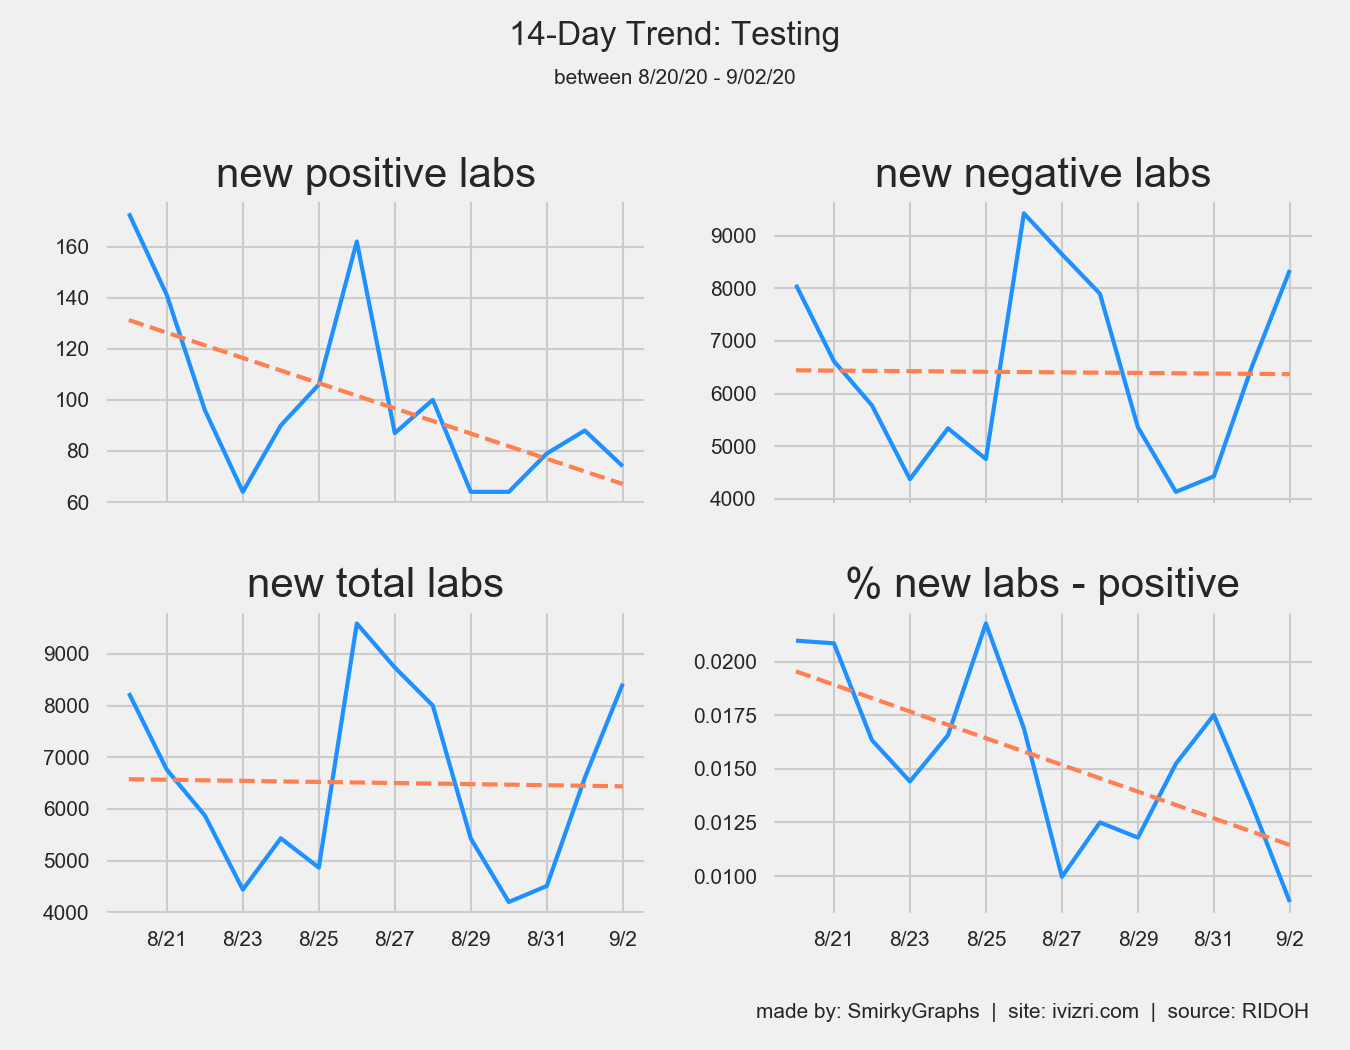 14-Day Trend: Testing
between 8/20/20 - 9/02/20
new positive labs
160
140
120
100
80
60
new negative labs
9000
8000
7000
6000
5000
4000
new total labs
9000
8000
7000
6000
5000
4000
8/21 8/23 8/25 8/27 8/29 8/31 9/2
% new labs - positive
0.0200
0.0175
0.0150
0.0125
0.0100
8/21 8/23 8/25 8/27 8/29 8/31 9/2
made by: SmirkyGraphs | site: ivizri.com | source: RIDOH